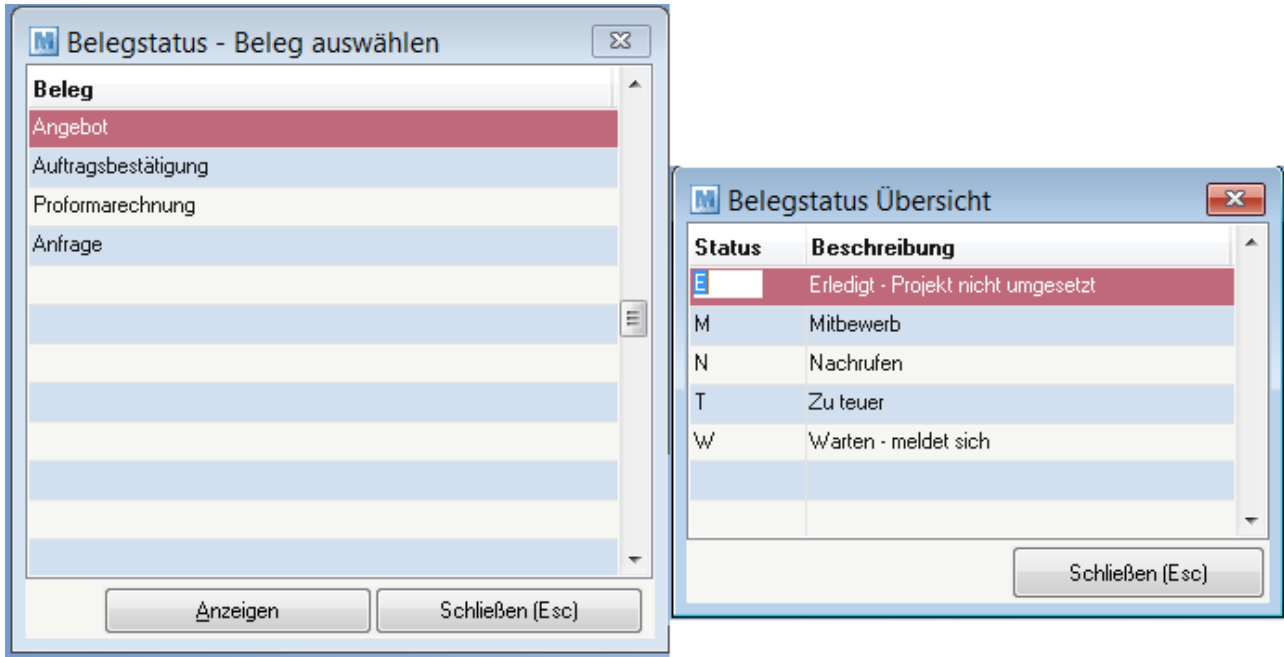 M Belegstatus - Beleg auswählen
Beleg
Angebot
Auftragsbestätigung
Proformarechnung
Anfrage
Anzeigen
Schließen (Esc)
M Belegstatus Übersicht
Status Beschreibung
E Erledigt - Projekt nicht umgesetzt
M Mitbewerb
N Nachrufen
T Zu teuer
W Warten - meldet sich
Schließen (Esc)